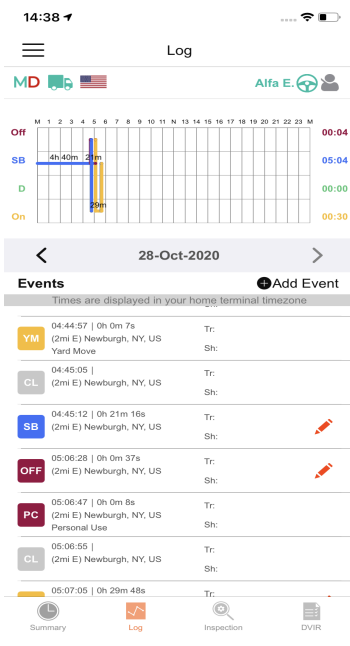 14:38
Log
MD
Alfa E.
M 1 2 3 4 5 6 7 8 9 10 11 N 13 14 15 16 17 18 19 20 21 22 23 M
Off 00:04
SB 4h 40m 21m 05:04
D 00:00
On 29m 00:30
28-Oct-2020
Events Add Event
Times are displayed in your home terminal timezone
04:44:57 | 0h 0m 7s Tr:
YM (2mi E) Newburgh, NY, US
Yard Move Sh:
04:45:05 | Tr:
CL (2mi E) Newburgh, NY, US
Sh:
04:45:12 | 0h 21m 16s Tr:
SB (2mi E) Newburgh, NY, US
Sh:
05:06:28 | 0h 0m 37s Tr:
OFF (2mi E) Newburgh, NY, US
Sh:
05:06:47 | 0h 0m 8s Tr:
PC (2mi E) Newburgh, NY, US
Personal Use Sh:
05:06:55 | Tr:
CL (2mi E) Newburgh, NY, US
Sh:
05:07:05 | 0h 29m 48s Tr:
Summary Log Inspection DVIR